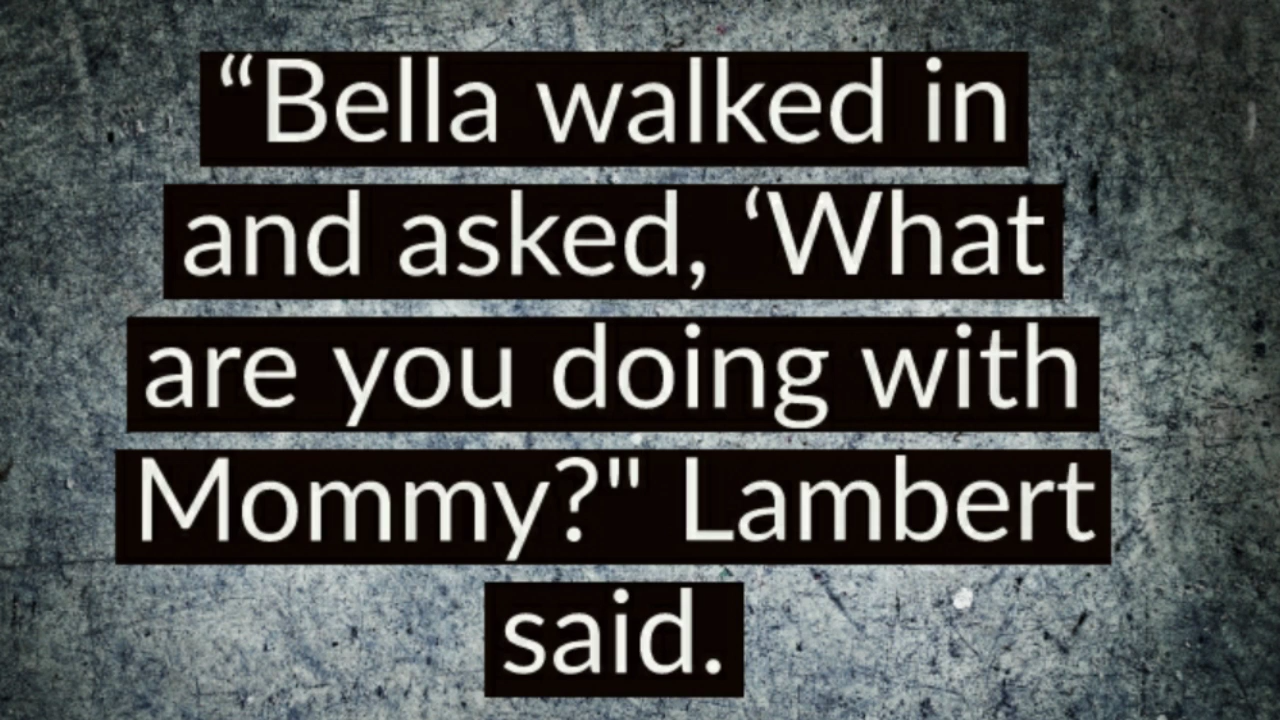 “Bella walked in
and asked, ‘What
are you doing with
Mommy?" Lambert
said.